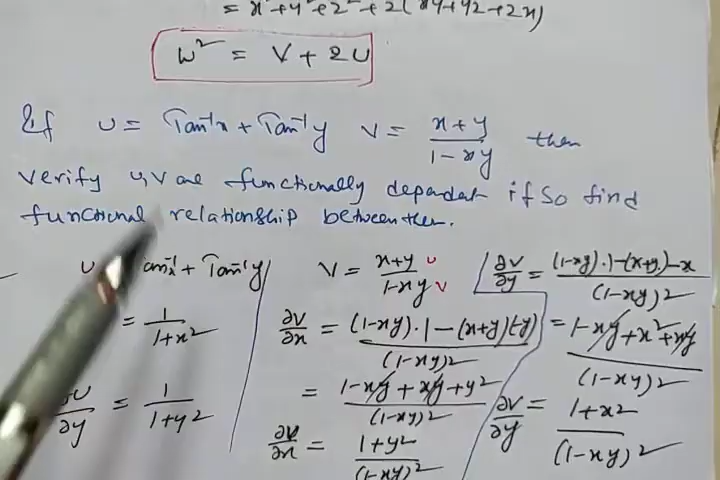 = x² + y² + z² + 2(xy + yz + zx)
w² = v + 2u
If u = Tan⁻¹x + Tan⁻¹y v = x+y / 1-xy then
verify u,v are functionally dependent if so find
functional relationship between them.
u Tan⁻¹x + Tan⁻¹y
= 1 / 1+x²
∂u/∂y = 1 / 1+y²
v = x+y / 1-xy u v
∂v/∂x = (1-xy).1-(x+y)(-y) / (1-xy)²
= 1-xy+xy+y² / (1-xy)²
∂v/∂x = 1+y² / (1-xy)²
∂v/∂y = (1-xy).1-(x+y)-x / (1-xy)²
= 1-xy+x²+xy / (1-xy)²
∂v/∂y = 1+x² / (1-xy)²